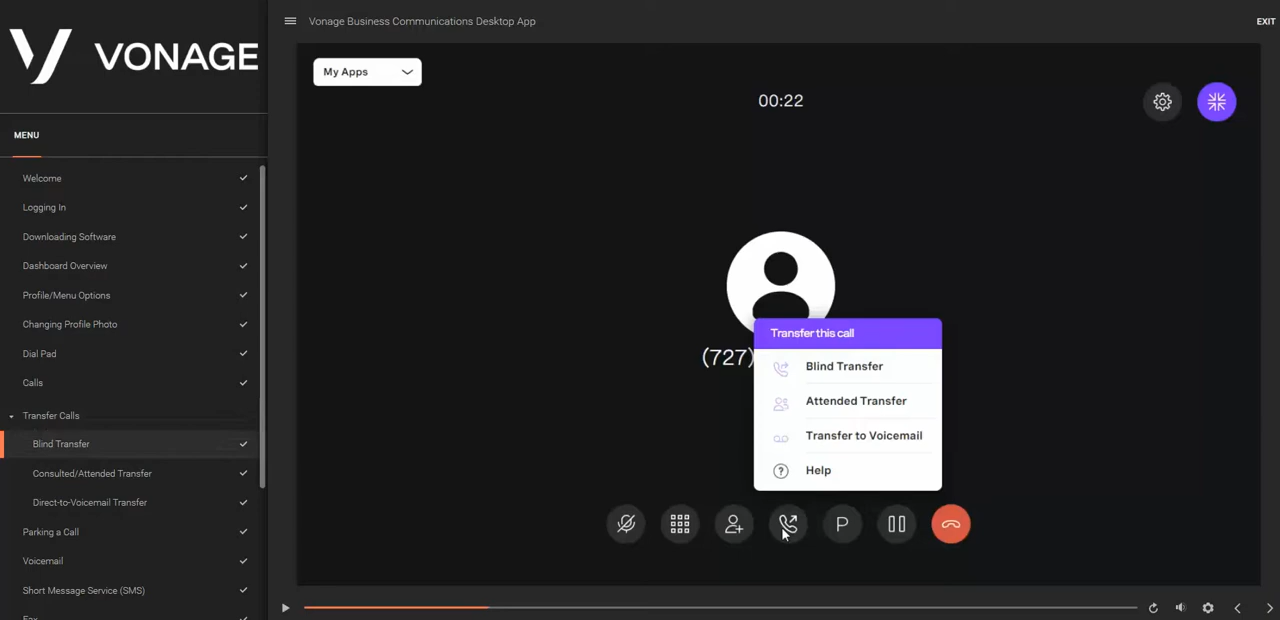 VONAGE
Vonage Business Communications Desktop App
EXIT
MENU
Welcome
Logging In
Downloading Software
Dashboard Overview
Profile/Menu Options
Changing Profile Photo
Dial Pad
Calls
Transfer Calls
Blind Transfer
Consulted/Attended Transfer
Direct-to-Voicemail Transfer
Parking a Call
Voicemail
Short Message Service (SMS)
Fax
My Apps
00:22
(727)
Transfer this call
Blind Transfer
Attended Transfer
Transfer to Voicemail
? Help
P